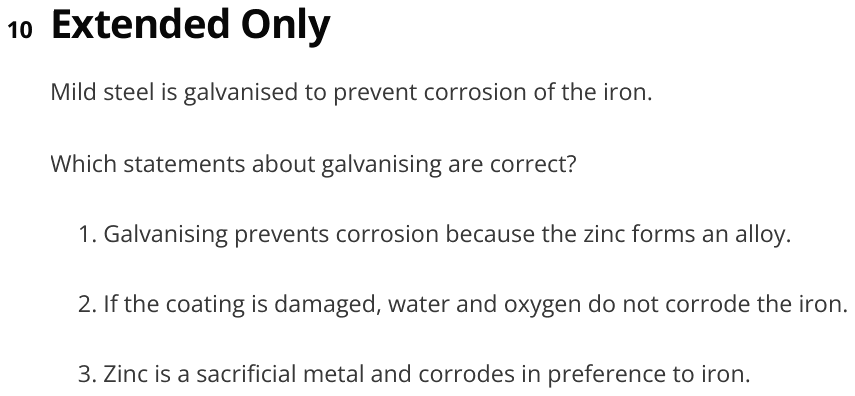 10 Extended Only
Mild steel is galvanised to prevent corrosion of the iron.
Which statements about galvanising are correct?
1. Galvanising prevents corrosion because the zinc forms an alloy.
2. If the coating is damaged, water and oxygen do not corrode the iron.
3. Zinc is a sacrificial metal and corrodes in preference to iron.